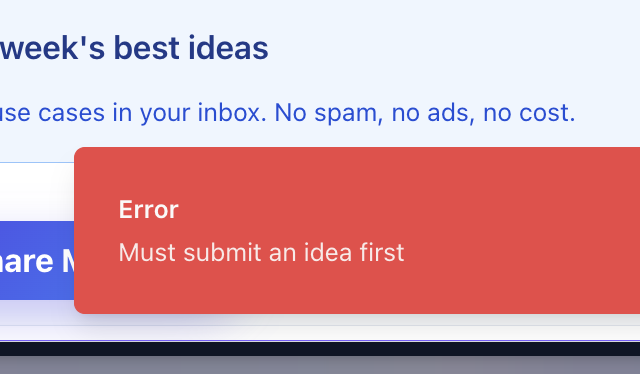 week's best ideas
use cases in your inbox. No spam, no ads, no cost.
Error
Must submit an idea first